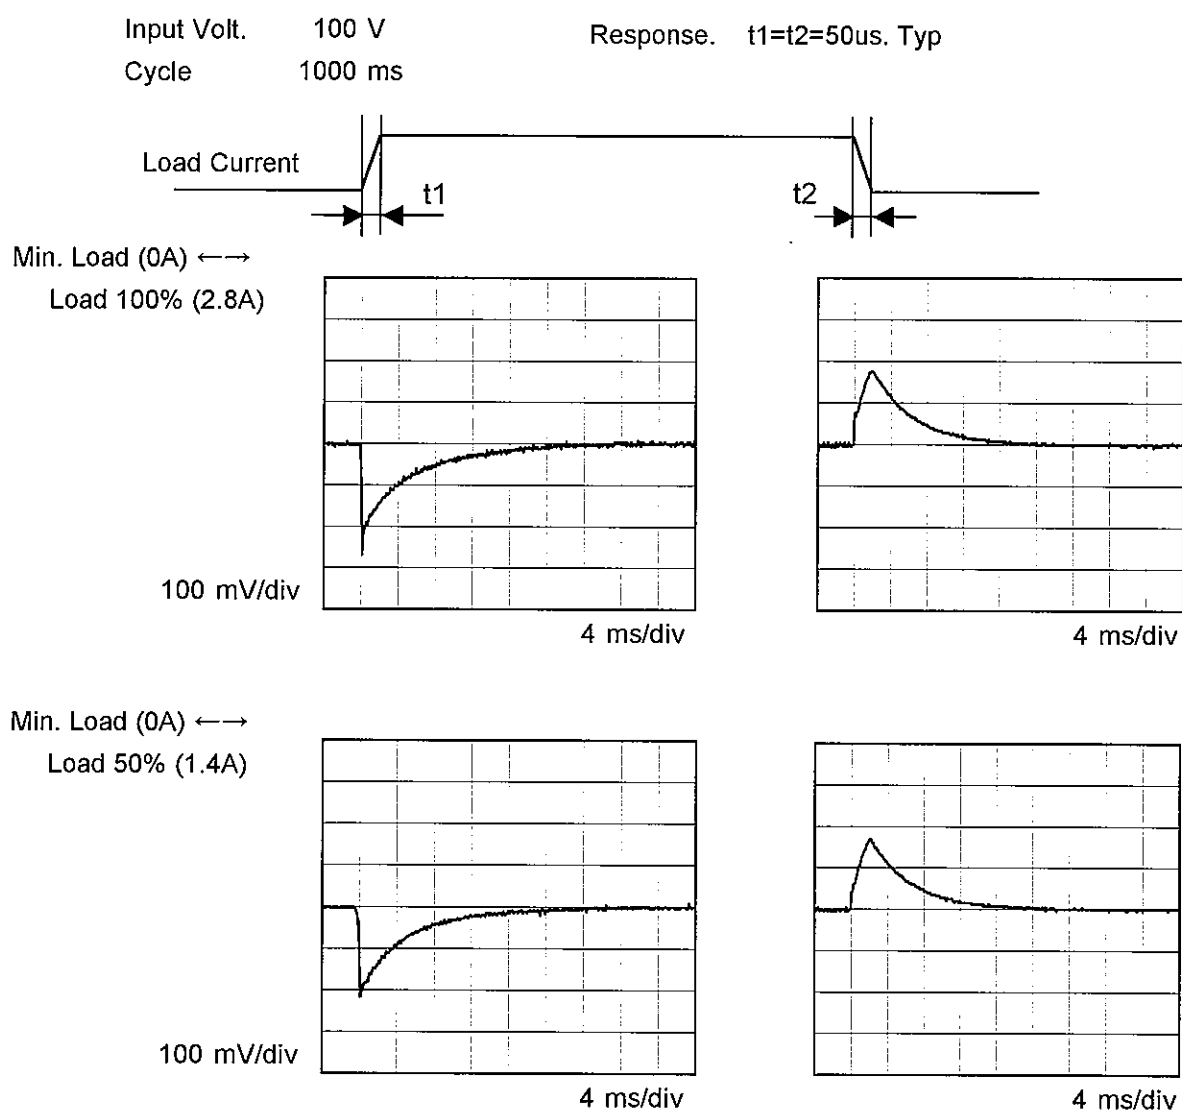 Input Volt. 100 V
Response. t1=t2=50us. Typ
Cycle 1000 ms
Load Current
t1
t2
Min. Load (0A) ←→
Load 100% (2.8A)
100 mV/div
4 ms/div
4 ms/div
Min. Load (0A) ←→
Load 50% (1.4A)
100 mV/div
4 ms/div
4 ms/div